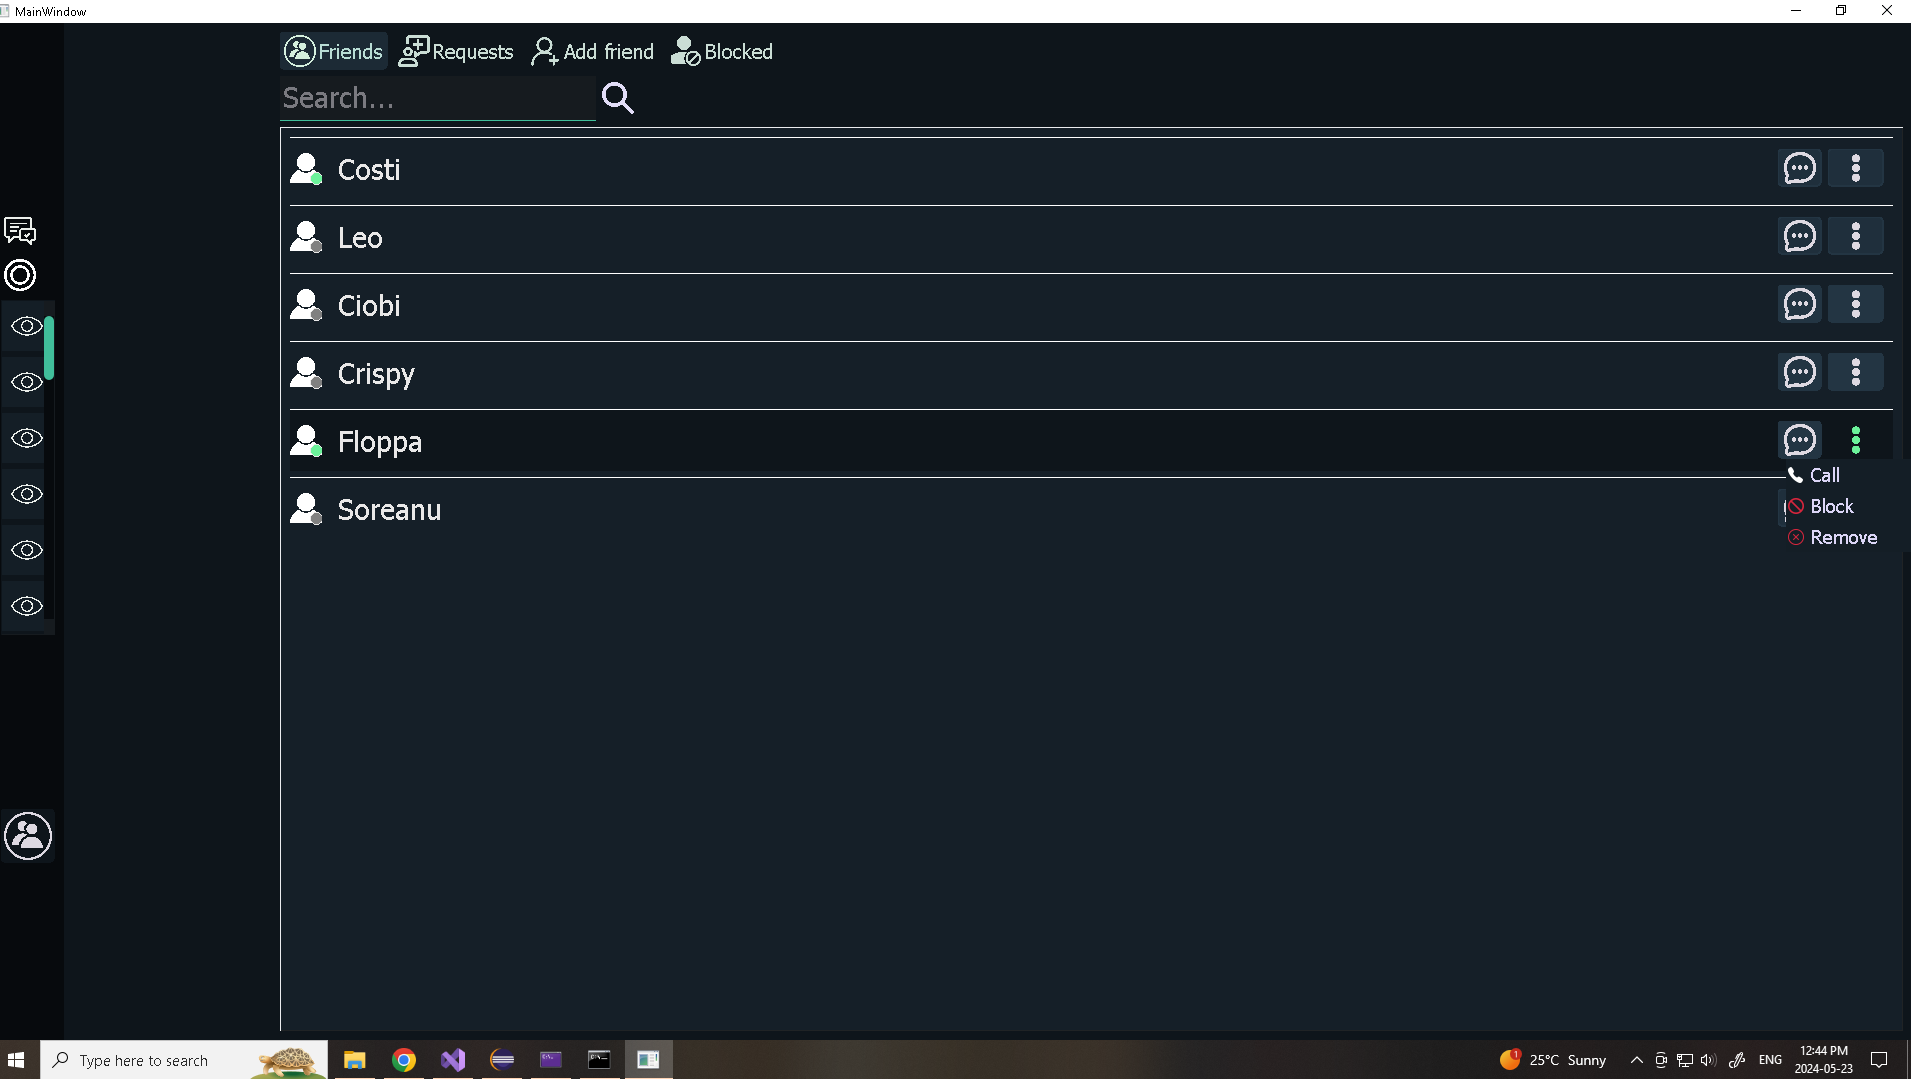 MainWindow
Friends Requests Add friend Blocked
Search...
Costi
Leo
Ciobi
Crispy
Floppa
Call
Block
Soreanu
Remove
Type here to search
1
25°C Sunny
ENG
12:44 PM
2024-05-23